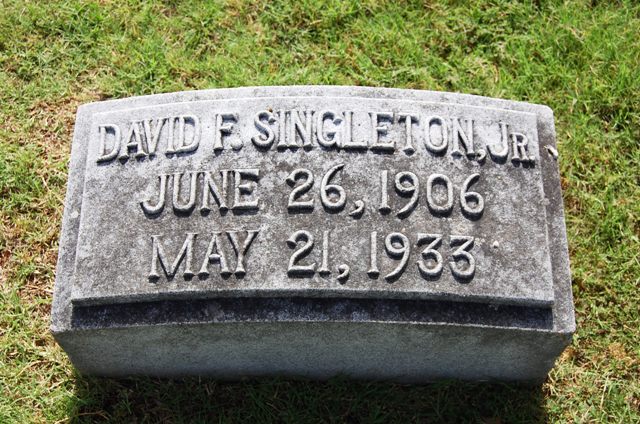 DAVID F. SINGLETON, JR.
JUNE 26, 1906
MAY 21, 1933